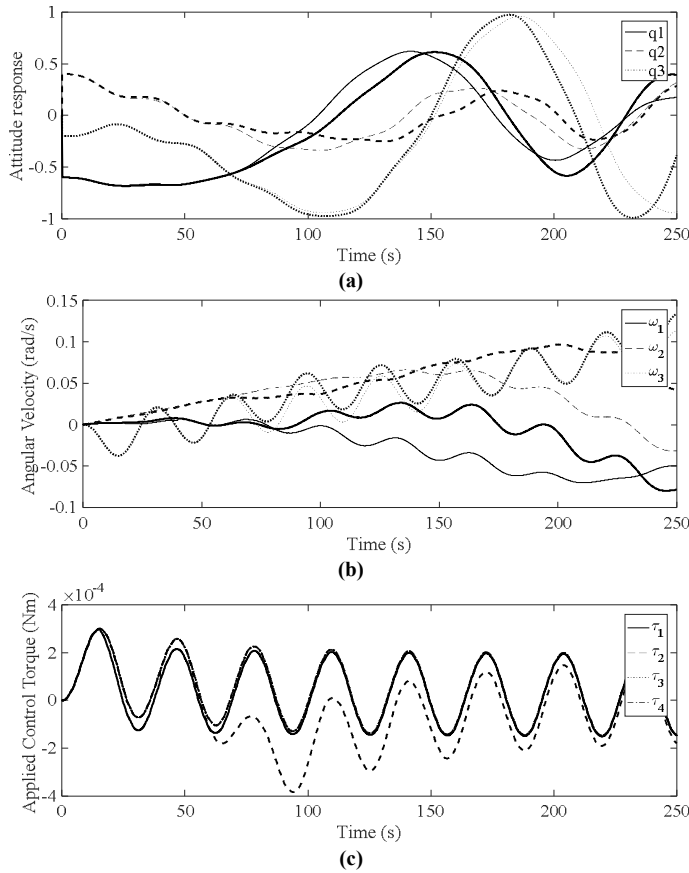 1
0.5
0
-0.5
-1
Attitude response
q1
q2
q3
0 50 100 150 200 250
Time (s)
(a)
0.15
0.1
0.05
0
-0.05
-0.1
Angular Velocity (rad/s)
ω1
ω2
ω3
0 50 100 150 200 250
Time (s)
(b)
×10-4
4
2
0
-2
-4
Applied Control Torque (Nm)
τ1
τ2
τ3
τ4
0 50 100 150 200 250
Time (s)
(c)